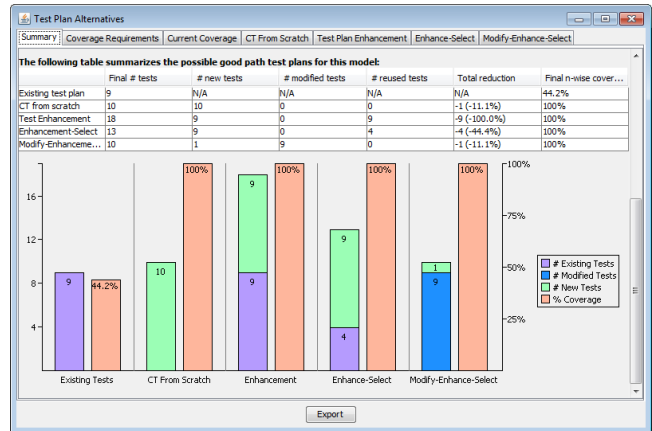 Test Plan Alternatives
Summary Coverage Requirements Current Coverage CT From Scratch Test Plan Enhancement Enhance-Select Modify-Enhance-Select
The following table summarizes the possible good path test plans for this model:
Final # tests # new tests # modified tests # reused tests Total reduction Final n-wise cover...
Existing test plan 9 N/A N/A N/A N/A 44.2%
CT from scratch 10 10 0 0 -1 (-11.1%) 100%
Test Enhancement 18 9 0 9 -9 (-100.0%) 100%
Enhancement-Select 13 9 0 4 -4 (-44.4%) 100%
Modify-Enhanceme... 10 1 9 0 -1 (-11.1%) 100%
100% 9 100% 100% 100% 100%
16
75%
12
9
10
1
50%
8
9 44.2% 9 9
# Existing Tests
# Modified Tests
# New Tests
% Coverage
4
4
25%
Existing Tests CT From Scratch Enhancement Enhance-Select Modify-Enhance-Select
Export